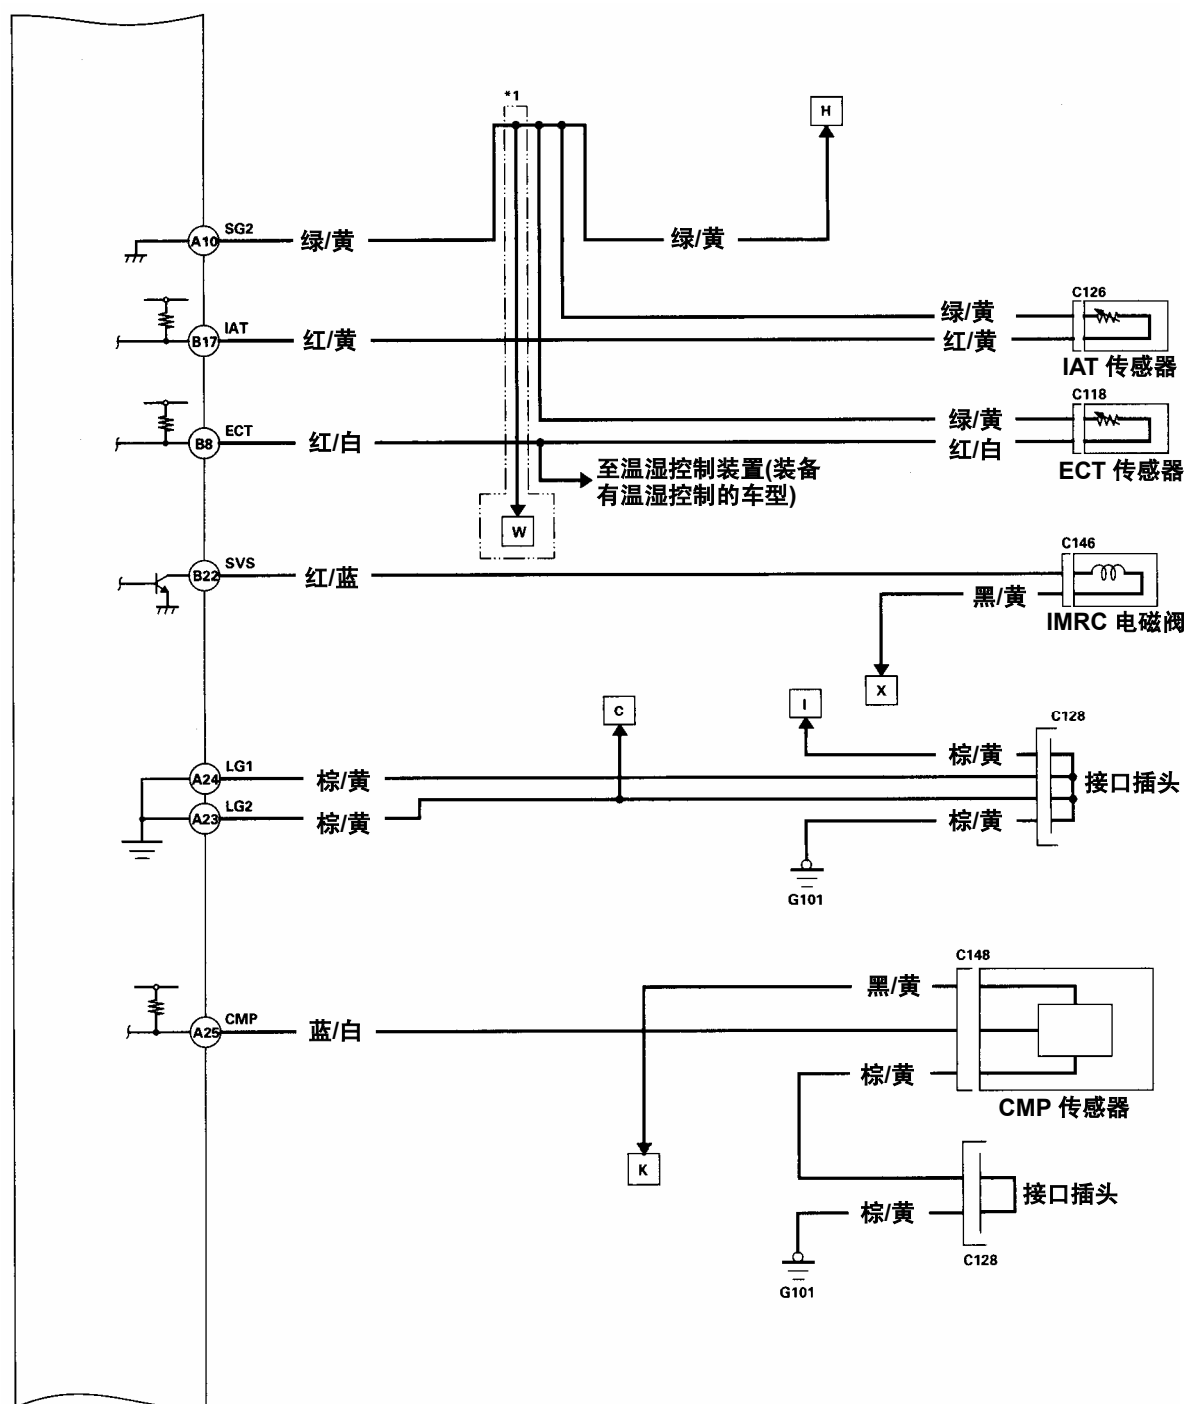 *1
H
SG2
A10
绿/黄
绿/黄
C126
IAT
B17
红/黄
绿/黄
红/黄
IAT 传感器
C118
ECT
B8
红/白
绿/黄
红/白
ECT 传感器
至温湿控制装置(装备
有温湿控制的车型)
W
C146
SVS
B22
红/蓝
黑/黄
IMRC 电磁阀
X
C
I
C128
LG1
A24
棕/黄
棕/黄
接口插头
LG2
A23
棕/黄
棕/黄
G101
C148
黑/黄
CMP
A25
蓝/白
棕/黄
CMP 传感器
K
接口插头
棕/黄
C128
G101